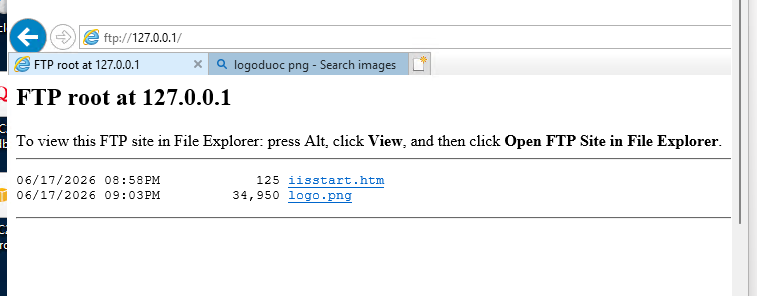 ftp://127.0.0.1/
FTP root at 127.0.0.1
logoduoc png - Search images
FTP root at 127.0.0.1
To view this FTP site in File Explorer: press Alt, click View, and then click Open FTP Site in File Explorer.
06/17/2026 08:58PM 125 iisstart.htm
06/17/2026 09:03PM 34,950 logo.png